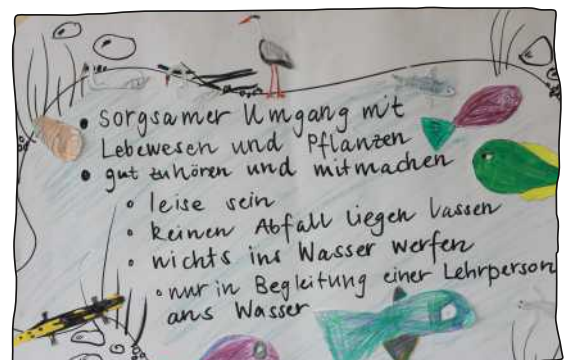 • sorgsamer Umgang mit
Lebewesen und Pflanzen
• gut zuhören und mitmachen
• leise sein
• keinen Abfall liegen lassen
• nichts ins Wasser werfen
• nur in Begleitung einer Lehrperson
ans Wasser